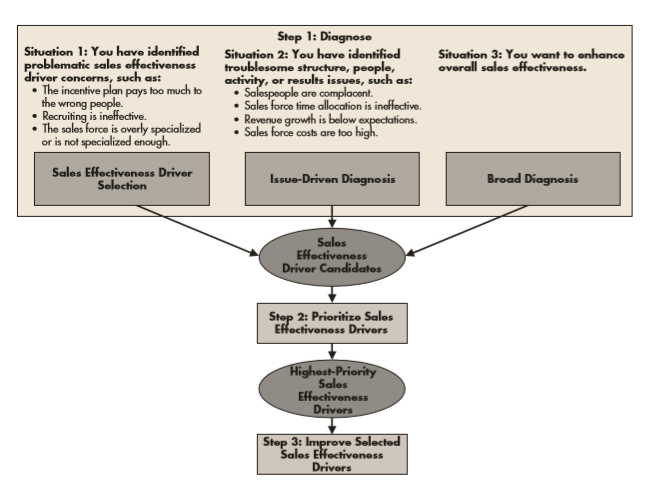 Step 1: Diagnose
Situation 1: You have identified
problematic sales effectiveness
driver concerns, such as:
• The incentive plan pays too much to
the wrong people.
• Recruiting is ineffective.
• The sales force is overly specialized
or is not specialized enough.
Situation 2: You have identified
troublesome structure, people,
activity, or results issues, such as:
• Salespeople are complacent.
• Sales force time allocation is ineffective.
• Revenue growth is below expectations.
• Sales force costs are too high.
Situation 3: You want to enhance
overall sales effectiveness.
Sales Effectiveness Driver
Selection
Issue-Driven Diagnosis
Broad Diagnosis
Sales
Effectiveness
Driver Candidates
Step 2: Prioritize Sales
Effectiveness Drivers
Highest-Priority
Sales
Effectiveness
Drivers
Step 3: Improve Selected
Sales Effectiveness
Drivers